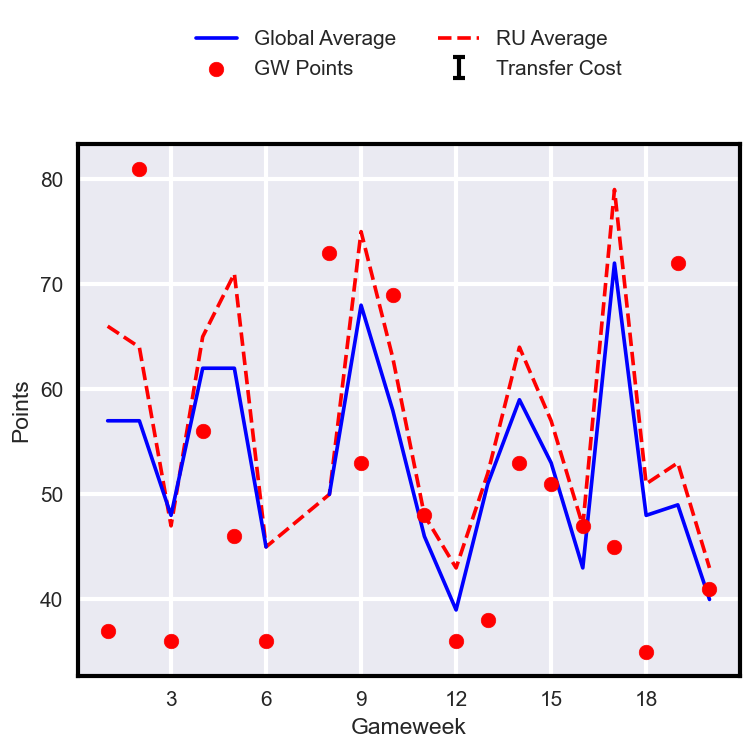 Global Average
RU Average
GW Points
Transfer Cost
80
70
60
50
40
Points
3
6
9
12
15
18
Gameweek